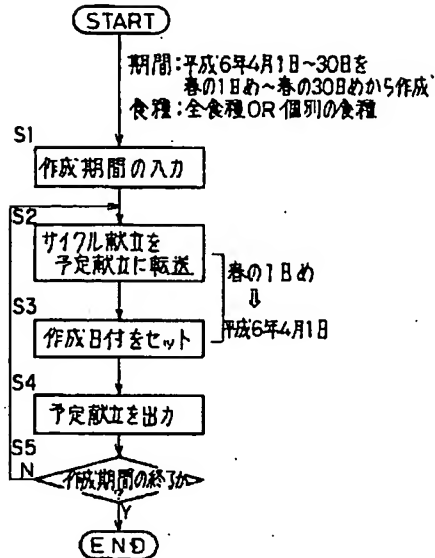 START
期間:平成6年4月1日~30日を
春の1日め~春の30日めから作成
食種:全食種OR個別の食種
S1
作成期間の入力
S2
サイクル献立を
予定献立に転送
春の1日め
⇩
平成6年4月1日
S3
作成日付をセット
S4
予定献立を出力
S5
N
作成期間の終了か
?
Y
END